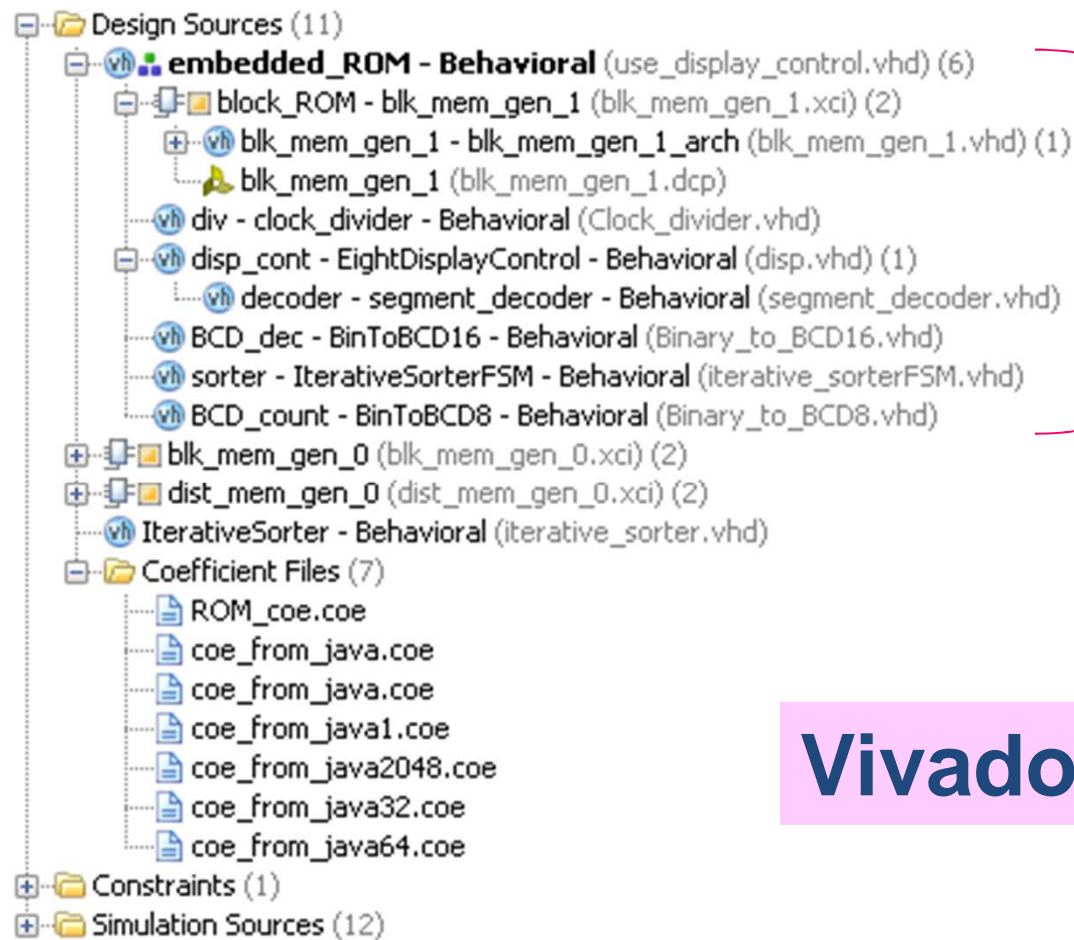 Design Sources (11)
embedded_ROM - Behavioral (use_display_control.vhd) (6)
block_ROM - blk_mem_gen_1 (blk_mem_gen_1.xci) (2)
blk_mem_gen_1 - blk_mem_gen_1_arch (blk_mem_gen_1.vhd) (1)
blk_mem_gen_1 (blk_mem_gen_1.dcp)
div - clock_divider - Behavioral (Clock_divider.vhd)
disp_cont - EightDisplayControl - Behavioral (disp.vhd) (1)
decoder - segment_decoder - Behavioral (segment_decoder.vhd)
BCD_dec - BinToBCD16 - Behavioral (Binary_to_BCD16.vhd)
sorter - IterativeSorterFSM - Behavioral (iterative_sorterFSM.vhd)
BCD_count - BinToBCD8 - Behavioral (Binary_to_BCD8.vhd)
blk_mem_gen_0 (blk_mem_gen_0.xci) (2)
dist_mem_gen_0 (dist_mem_gen_0.xci) (2)
IterativeSorter - Behavioral (iterative_sorter.vhd)
Coefficient Files (7)
ROM_coe.coe
coe_from_java.coe
coe_from_java.coe
coe_from_java1.coe
coe_from_java2048.coe
coe_from_java32.coe
coe_from_java64.coe
Constraints (1)
Simulation Sources (12)
Vivado